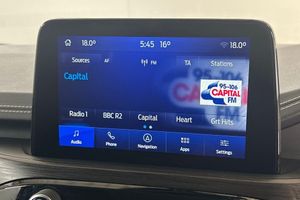 18.0° 5:45 16° 18.0°
Sources AF FM TA Stations
Capital
95-106
CAPITAL
FM
Radio 1 BBC R2 Capital Heart Grt Hits
Audio Phone Navigation Apps Settings